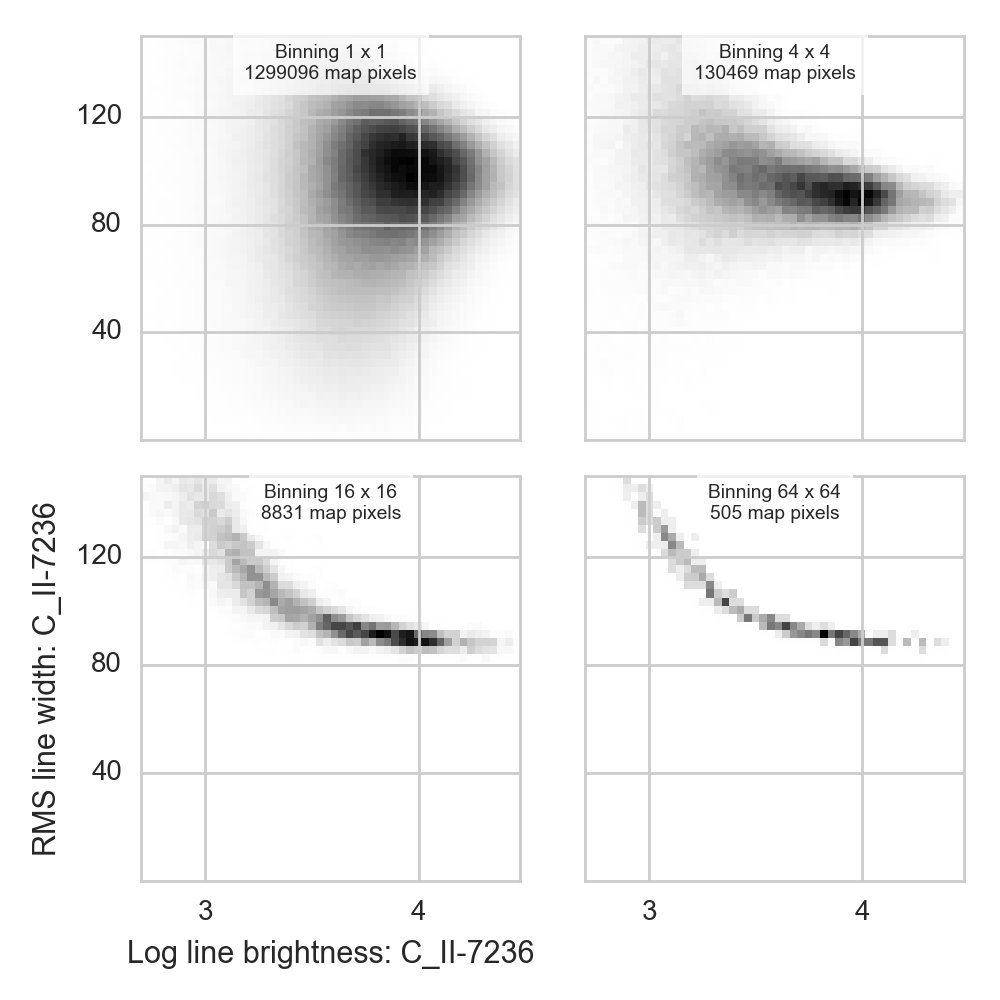 Binning 1 x 1
1299096 map pixels
Binning 4 x 4
130469 map pixels
120
80
40
Binning 16 x 16
8831 map pixels
Binning 64 x 64
505 map pixels
120
80
40
RMS line width: C_II-7236
3
4
3
4
Log line brightness: C_II-7236